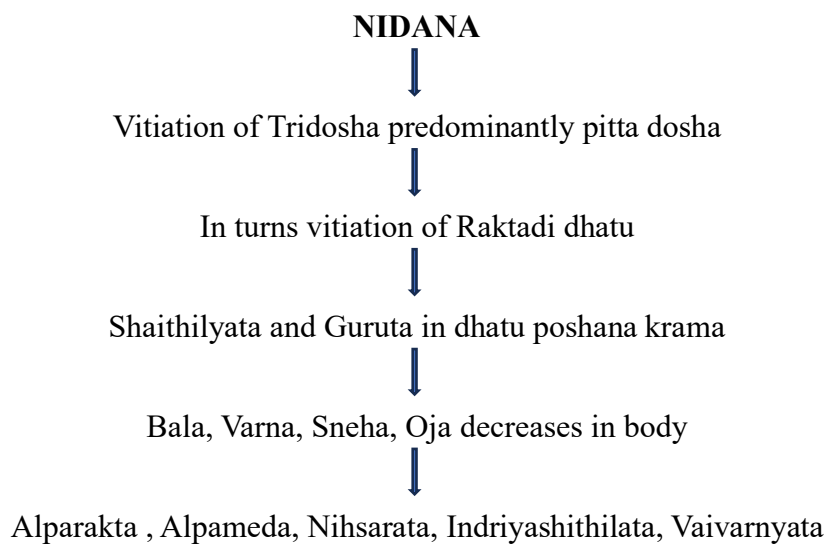 NIDANA
Vitiation of Tridosha predominantly pitta dosha
In turns vitiation of Raktadi dhatu
Shaithilyata and Guruta in dhatu poshana krama
Bala, Varna, Sneha, Oja decreases in body
Alparakta , Alpameda, Nihsarata, Indriyashithilata, Vaivarnyata